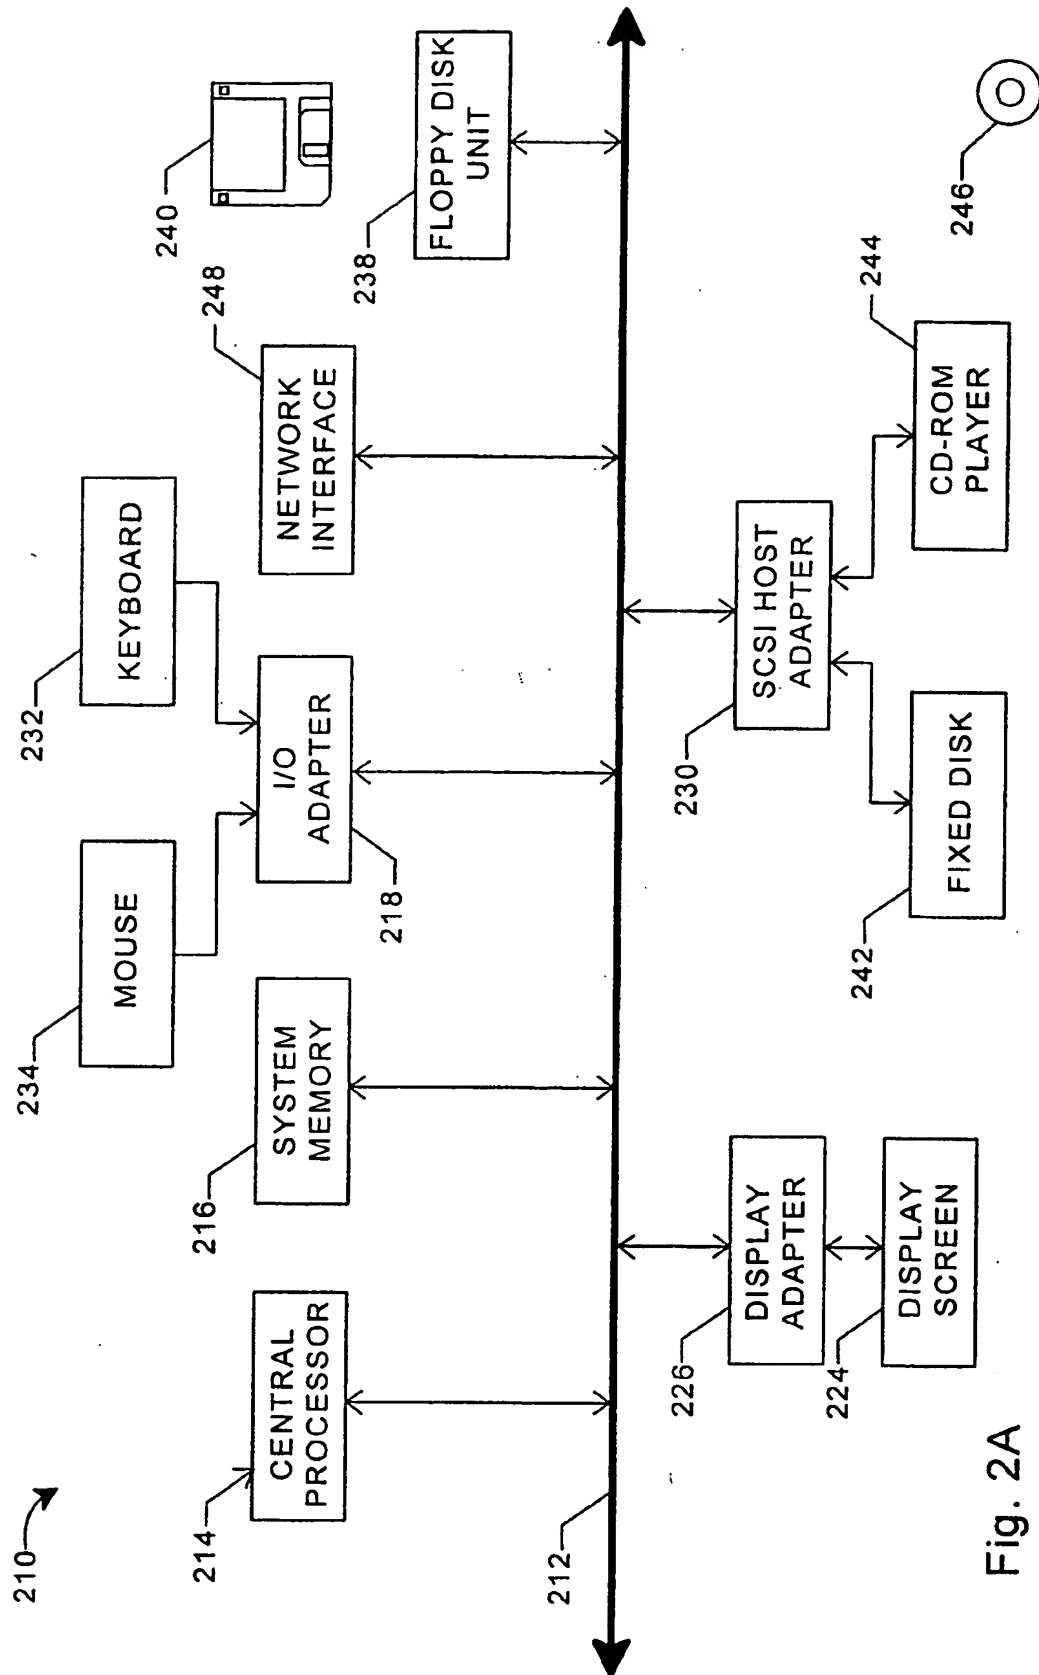 210
234
MOUSE
232
KEYBOARD
240
214
CENTRAL
PROCESSOR
216
SYSTEM
MEMORY
I/O
ADAPTER
218
248
NETWORK
INTERFACE
238
FLOPPY DISK
UNIT
212
226
DISPLAY
ADAPTER
230
SCSI HOST
ADAPTER
224
DISPLAY
SCREEN
242
FIXED DISK
244
CD-ROM
PLAYER
246
Fig. 2A